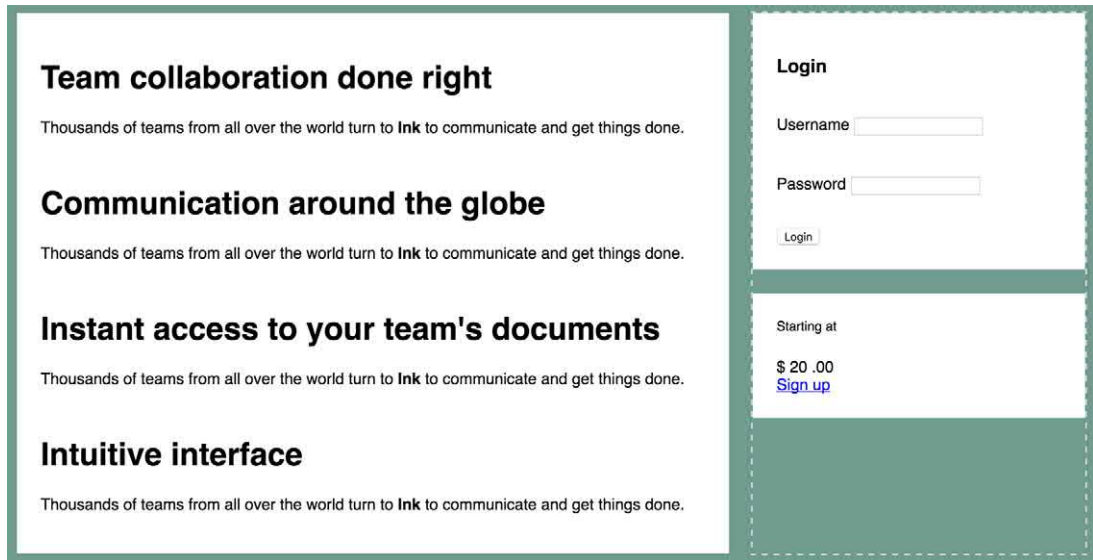 Team collaboration done right
Thousands of teams from all over the world turn to Ink to communicate and get things done.
Communication around the globe
Thousands of teams from all over the world turn to Ink to communicate and get things done.
Instant access to your team's documents
Thousands of teams from all over the world turn to Ink to communicate and get things done.
Intuitive interface
Thousands of teams from all over the world turn to Ink to communicate and get things done.
Login
Username
Password
Login
Starting at
$ 20 .00
Sign up